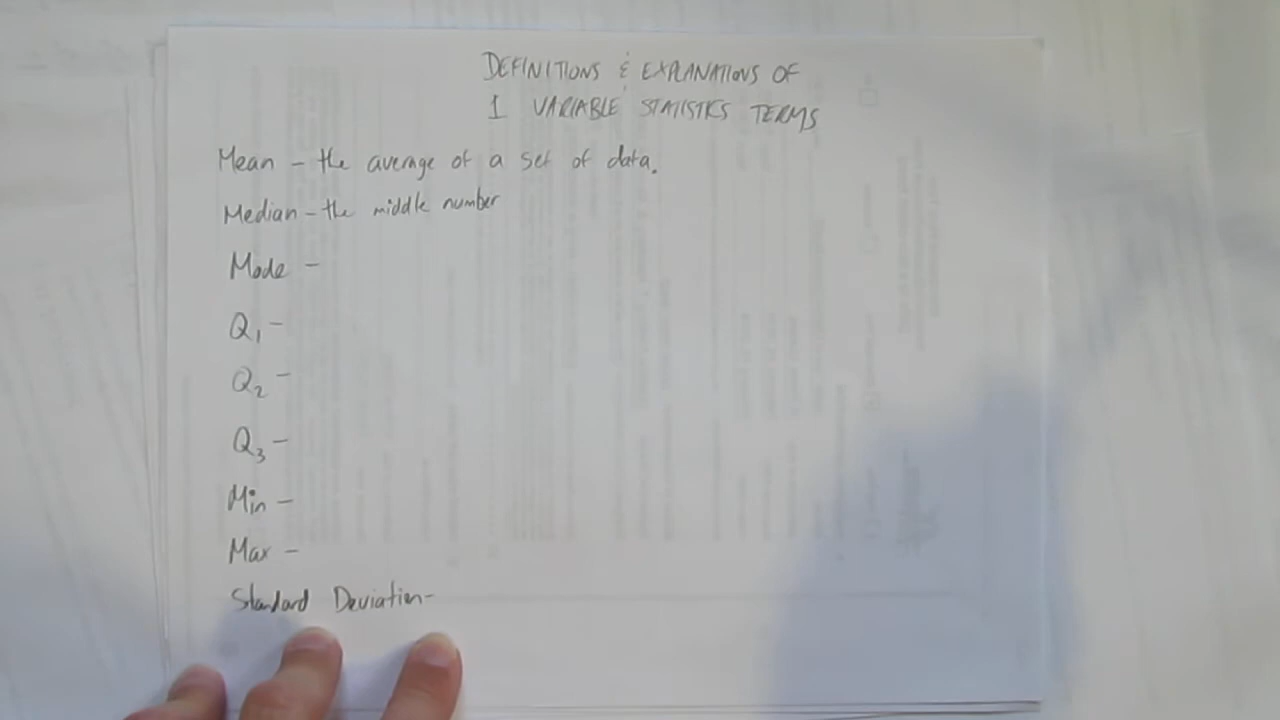 DEFINITIONS & EXPLANATIONS OF
1 VARIABLE STATISTICS TERMS
Mean - the average of a set of data.
Median - the middle number
Mode -
Q1 -
Q2 -
Q3 -
Min -
Max -
Standard Deviation-